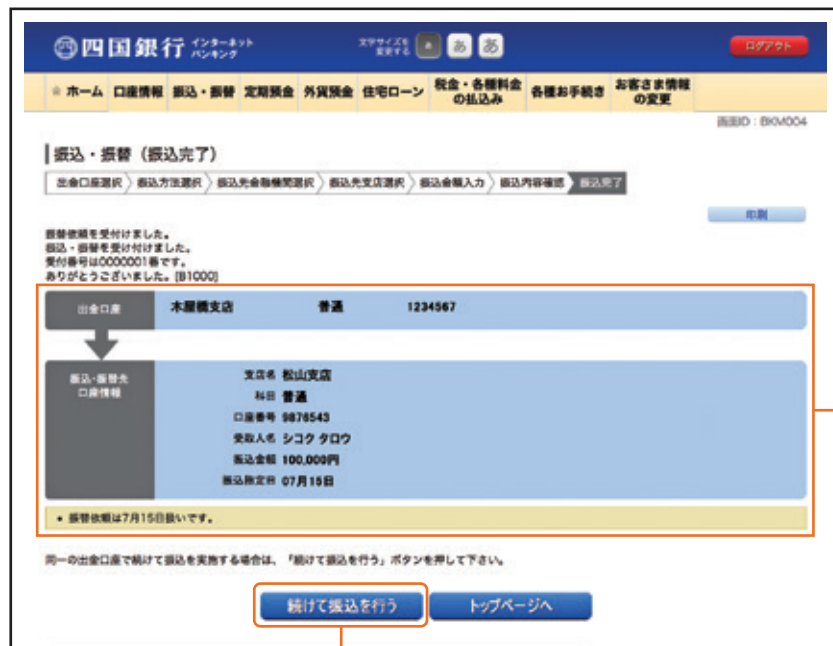 四国銀行 インターネットバンキング 文字サイズを変更する あ あ あ ログアウト
ホーム 口座情報 振込・振替 定期預金 外貨預金 住宅ローン 税金・各種料金の払込み 各種お手続き お客さま情報の変更
画面ID：BKM004
振込・振替（振込完了）
出金口座選択 振込方法選択 振込先金融機関選択 振込先支店選択 振込金額入力 振込内容確認 振込完了
印刷
振替依頼を受付けました。
振込・振替を受け付けました。
受付番号は0000001番です。
ありがとうございました。[B1000]
出金口座 木屋橋支店 普通 1234567
振込・振替先口座情報
支店名 松山支店
科目 普通
口座番号 9876543
受取人名 シコク タロウ
振込金額 100,000円
振込指定日 07月15日
• 振替依頼は7月15日扱いです。
同一の出金口座で続けて振込を実施する場合は、「続けて振込を行う」ボタンを押して下さい。
続けて振込を行う トップページへ